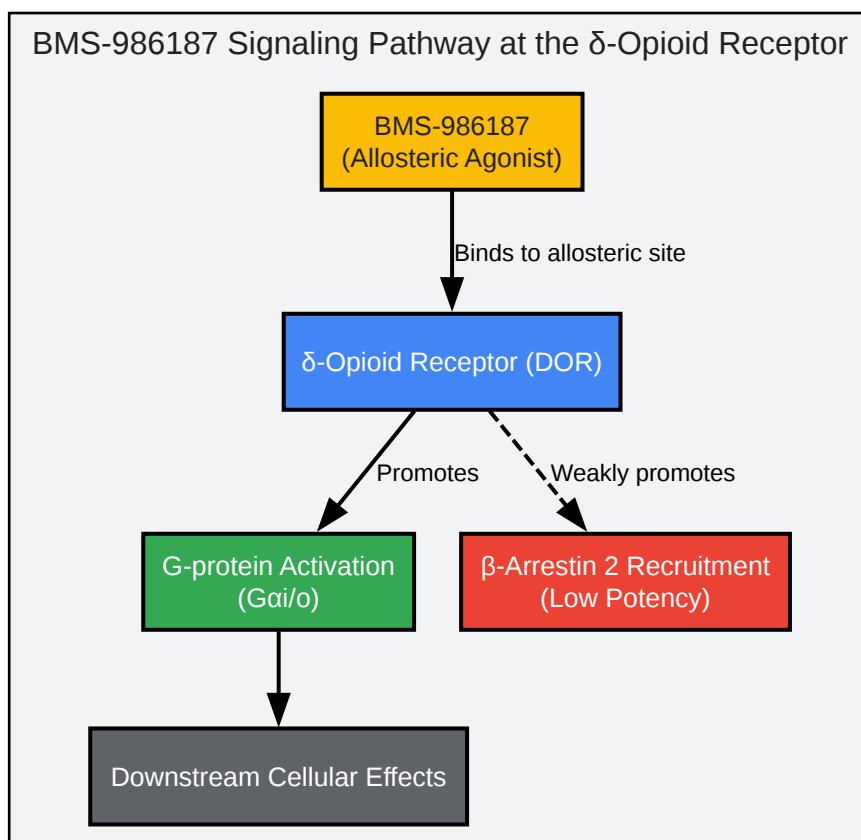 BMS-986187 Signaling Pathway at the δ-Opioid Receptor
BMS-986187
(Allosteric Agonist)
Binds to allosteric site
δ-Opioid Receptor (DOR)
Promotes
Weakly promotes
G-protein Activation
(Gαi/o)
β-Arrestin 2 Recruitment
(Low Potency)
Downstream Cellular Effects